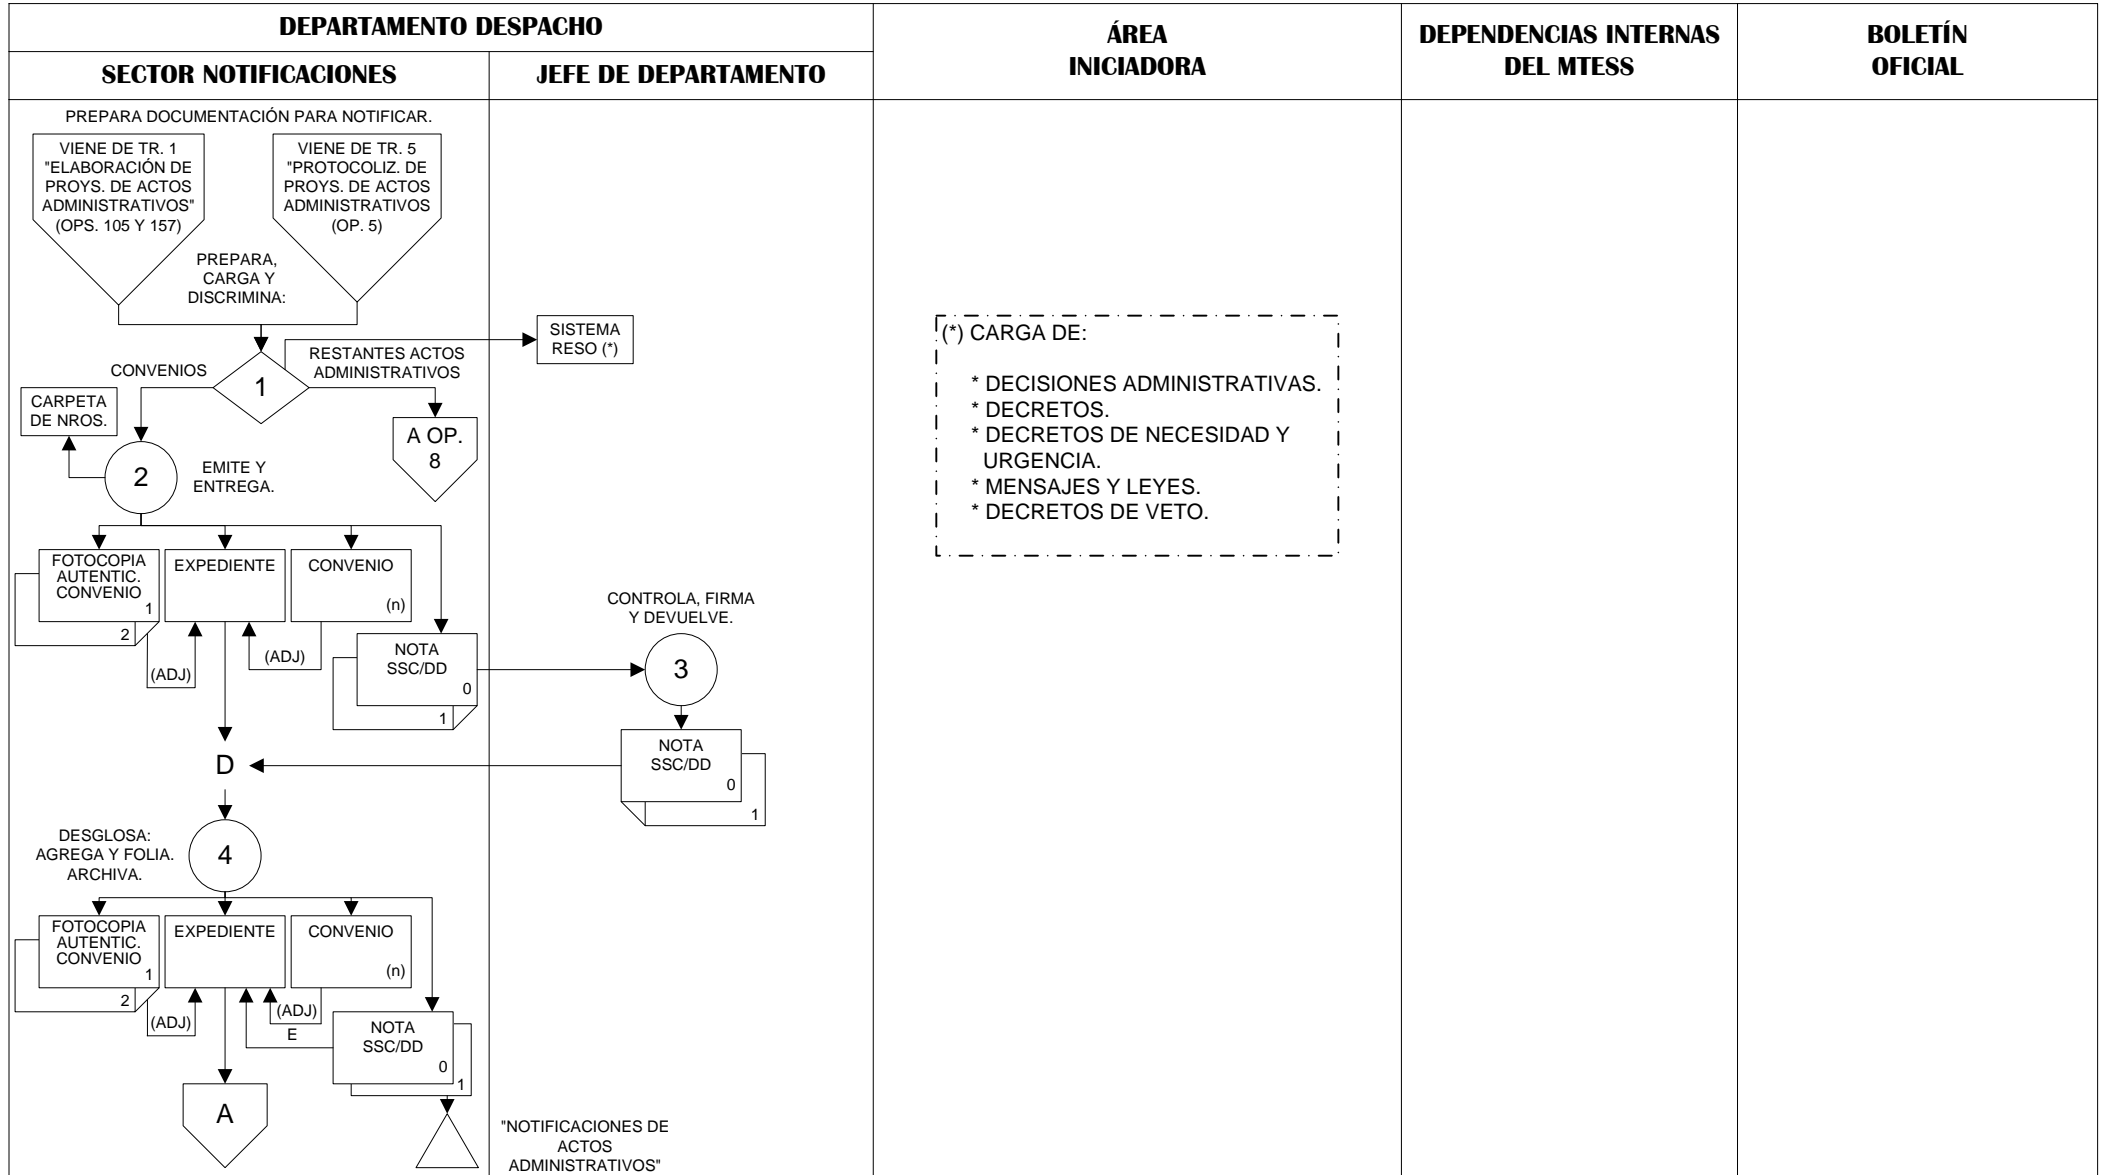 DEPARTAMENTO DESPACHO
SECTOR NOTIFICACIONES
JEFE DE DEPARTAMENTO
ÁREA
INICIADORA
DEPENDENCIAS INTERNAS
DEL MTESS
BOLETÍN
OFICIAL
PREPARA DOCUMENTACIÓN PARA NOTIFICAR.
VIENE DE TR. 1
"ELABORACIÓN DE
PROYS. DE ACTOS
ADMINISTRATIVOS"
(OPS. 105 Y 157)
VIENE DE TR. 5
"PROTOCOLIZ. DE
PROYS. DE ACTOS
ADMINISTRATIVOS
(OP. 5)
PREPARA,
CARGA Y
DISCRIMINA:
SISTEMA
RESO (*)
CONVENIOS
1
RESTANTES ACTOS
ADMINISTRATIVOS
CARPETA
DE NROS.
A OP.
8
2
EMITE Y
ENTREGA.
(*) CARGA DE:
* DECISIONES ADMINISTRATIVAS.
* DECRETOS.
* DECRETOS DE NECESIDAD Y
URGENCIA.
* MENSAJES Y LEYES.
* DECRETOS DE VETO.
FOTOCOPIA
AUTENTIC.
CONVENIO
1
2
EXPEDIENTE
CONVENIO
(n)
(ADJ)
(ADJ)
NOTA
SSC/DD
0
1
CONTROLA, FIRMA
Y DEVUELVE.
3
NOTA
SSC/DD
0
1
D
DESGLOSA:
AGREGA Y FOLIA.
ARCHIVA.
4
FOTOCOPIA
AUTENTIC.
CONVENIO
1
2
EXPEDIENTE
CONVENIO
(n)
(ADJ)
(ADJ)
E
NOTA
SSC/DD
0
1
A
"NOTIFICACIONES DE
ACTOS
ADMINISTRATIVOS"